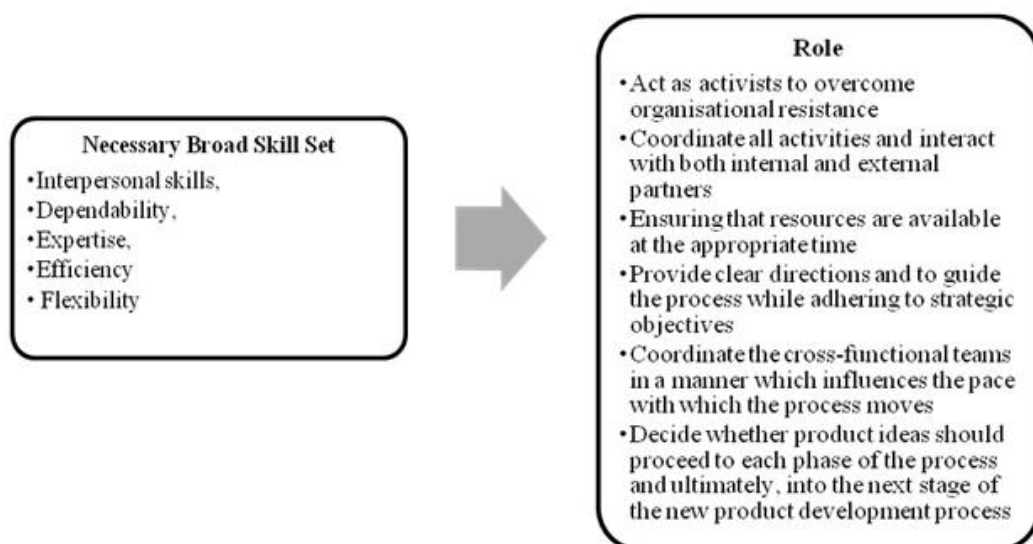 Necessary Broad Skill Set
•Interpersonal skills,
•Dependability,
•Expertise,
•Efficiency
• Flexibility
Role
•Act as activists to overcome
organisational resistance
•Coordinate all activities and interact
with both internal and external
partners
•Ensuring that resources are available
at the appropriate time
•Provide clear directions and to guide
the process while adhering to strategic
objectives
•Coordinate the cross-functional teams
in a manner which influences the pace
with which the process moves
•Decide whether product ideas should
proceed to each phase of the process
and ultimately, into the next stage of
the new product development process